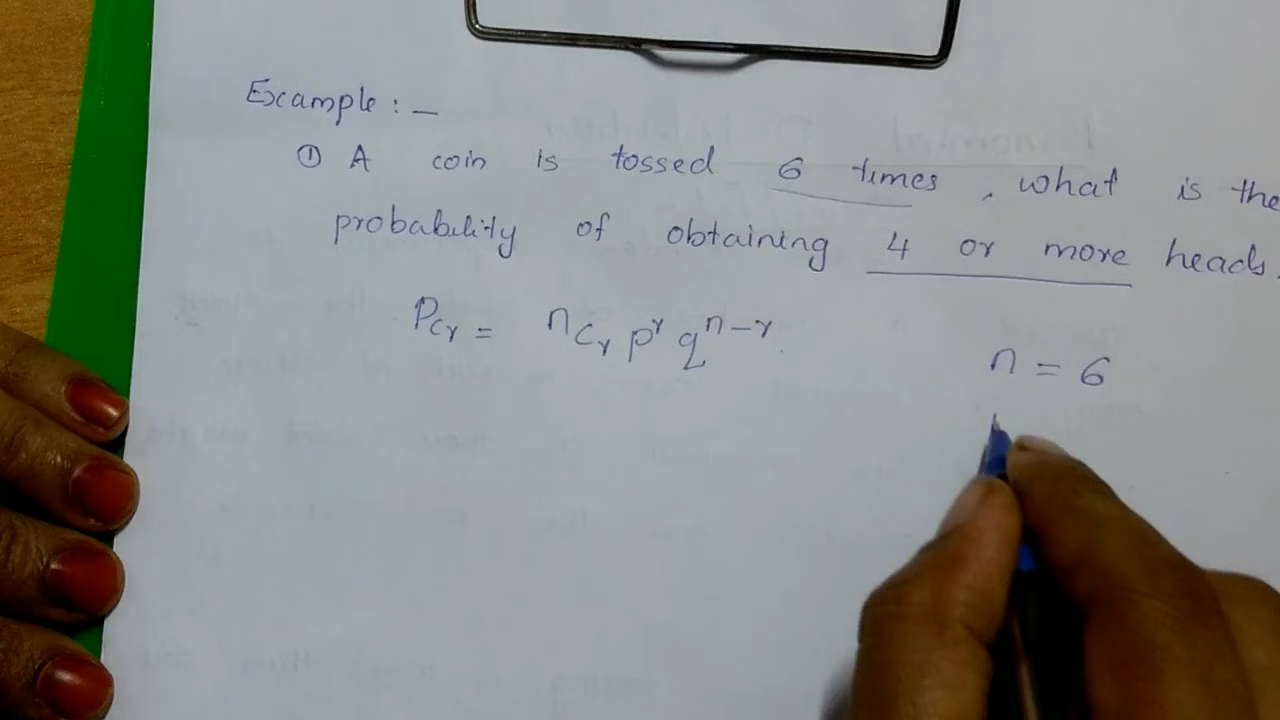 Example : —
① A coin is tossed 6 times , what is the
probability of obtaining 4 or more heads.
Pcr = nCr p^r q^n-r
n = 6